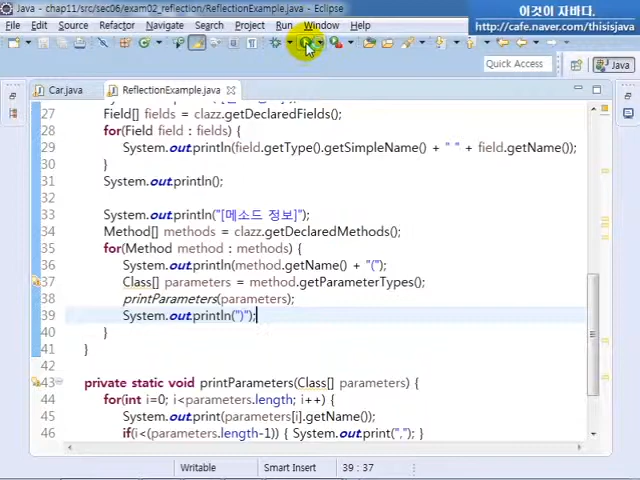 Java - chap11/src/sec06/exam02_reflection/ReflectionExample.java - Eclipse
이것이 자바다.
http://cafe.naver.com/thisisjava
File Edit Source Refactor Navigate Search Project Run Window Help
Quick Access
Java
Car.java
ReflectionExample.java
27 Field[] fields = clazz.getDeclaredFields();
28 for(Field field : fields) {
29 System.out.println(field.getType().getSimpleName() + " " + field.getName());
30 }
31 System.out.println();
32
33 System.out.println("[메소드 정보]");
34 Method[] methods = clazz.getDeclaredMethods();
35 for(Method method : methods) {
36 System.out.println(method.getName() + "(");
37 Class[] parameters = method.getParameterTypes();
38 printParameters(parameters);
39 System.out.println(")");
40 }
41 }
42
43 private static void printParameters(Class[] parameters) {
44 for(int i=0; i<parameters.length; i++) {
45 System.out.print(parameters[i].getName());
46 if(i<(parameters.length-1)) { System.out.print(","); }
Writable
Smart Insert
39 : 37